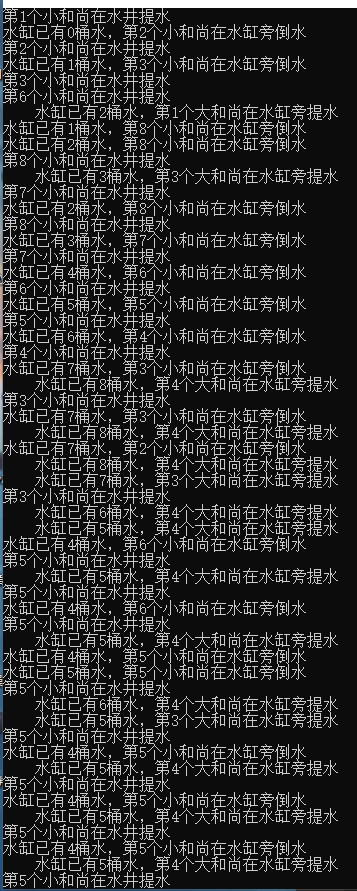 第1个小和尚在水井提水
水缸已有0桶水，第2个小和尚在水缸旁倒水
第2个小和尚在水井提水
水缸已有1桶水，第3个小和尚在水缸旁倒水
第3个小和尚在水井提水
第6个小和尚在水井提水
水缸已有2桶水，第1个大和尚在水缸旁提水
水缸已有1桶水，第8个小和尚在水缸旁倒水
水缸已有2桶水，第8个小和尚在水缸旁倒水
第8个小和尚在水井提水
水缸已有3桶水，第3个大和尚在水缸旁提水
第7个小和尚在水井提水
水缸已有2桶水，第8个小和尚在水缸旁倒水
第8个小和尚在水井提水
水缸已有3桶水，第7个小和尚在水缸旁倒水
第7个小和尚在水井提水
水缸已有4桶水，第6个小和尚在水缸旁倒水
第6个小和尚在水井提水
水缸已有5桶水，第5个小和尚在水缸旁倒水
第5个小和尚在水井提水
水缸已有6桶水，第4个小和尚在水缸旁倒水
第4个小和尚在水井提水
水缸已有7桶水，第3个小和尚在水缸旁倒水
水缸已有8桶水，第4个大和尚在水缸旁提水
第3个小和尚在水井提水
水缸已有7桶水，第3个小和尚在水缸旁倒水
水缸已有8桶水，第4个大和尚在水缸旁提水
水缸已有7桶水，第2个小和尚在水缸旁倒水
水缸已有8桶水，第4个大和尚在水缸旁提水
水缸已有7桶水，第3个大和尚在水缸旁提水
第3个小和尚在水井提水
水缸已有6桶水，第4个大和尚在水缸旁提水
水缸已有5桶水，第4个大和尚在水缸旁提水
水缸已有4桶水，第6个小和尚在水缸旁倒水
第5个小和尚在水井提水
水缸已有5桶水，第4个大和尚在水缸旁提水
第5个小和尚在水井提水
水缸已有4桶水，第6个小和尚在水缸旁倒水
第5个小和尚在水井提水
水缸已有5桶水，第4个大和尚在水缸旁提水
水缸已有4桶水，第5个小和尚在水缸旁倒水
水缸已有5桶水，第5个小和尚在水缸旁倒水
第5个小和尚在水井提水
水缸已有6桶水，第4个大和尚在水缸旁提水
水缸已有5桶水，第3个大和尚在水缸旁提水
第5个小和尚在水井提水
水缸已有4桶水，第5个小和尚在水缸旁倒水
水缸已有5桶水，第4个大和尚在水缸旁提水
第5个小和尚在水井提水
水缸已有4桶水，第5个小和尚在水缸旁倒水
水缸已有5桶水，第4个大和尚在水缸旁提水
第5个小和尚在水井提水
水缸已有4桶水，第5个小和尚在水缸旁倒水
水缸已有5桶水，第4个大和尚在水缸旁提水
第5个小和尚在水井提水